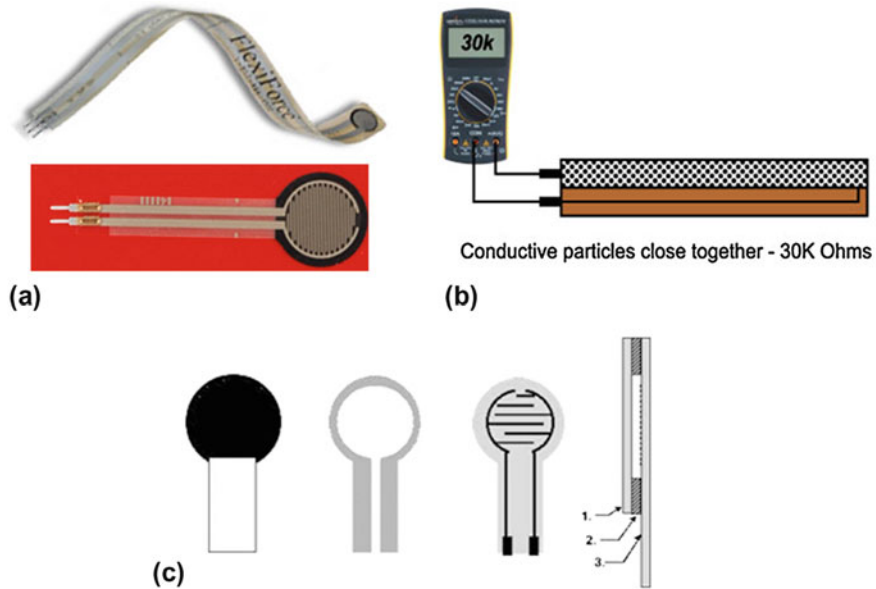 FlexiForce
(a)
30k
Conductive particles close together - 30K Ohms
(b)
1.
2.
3.
(c)